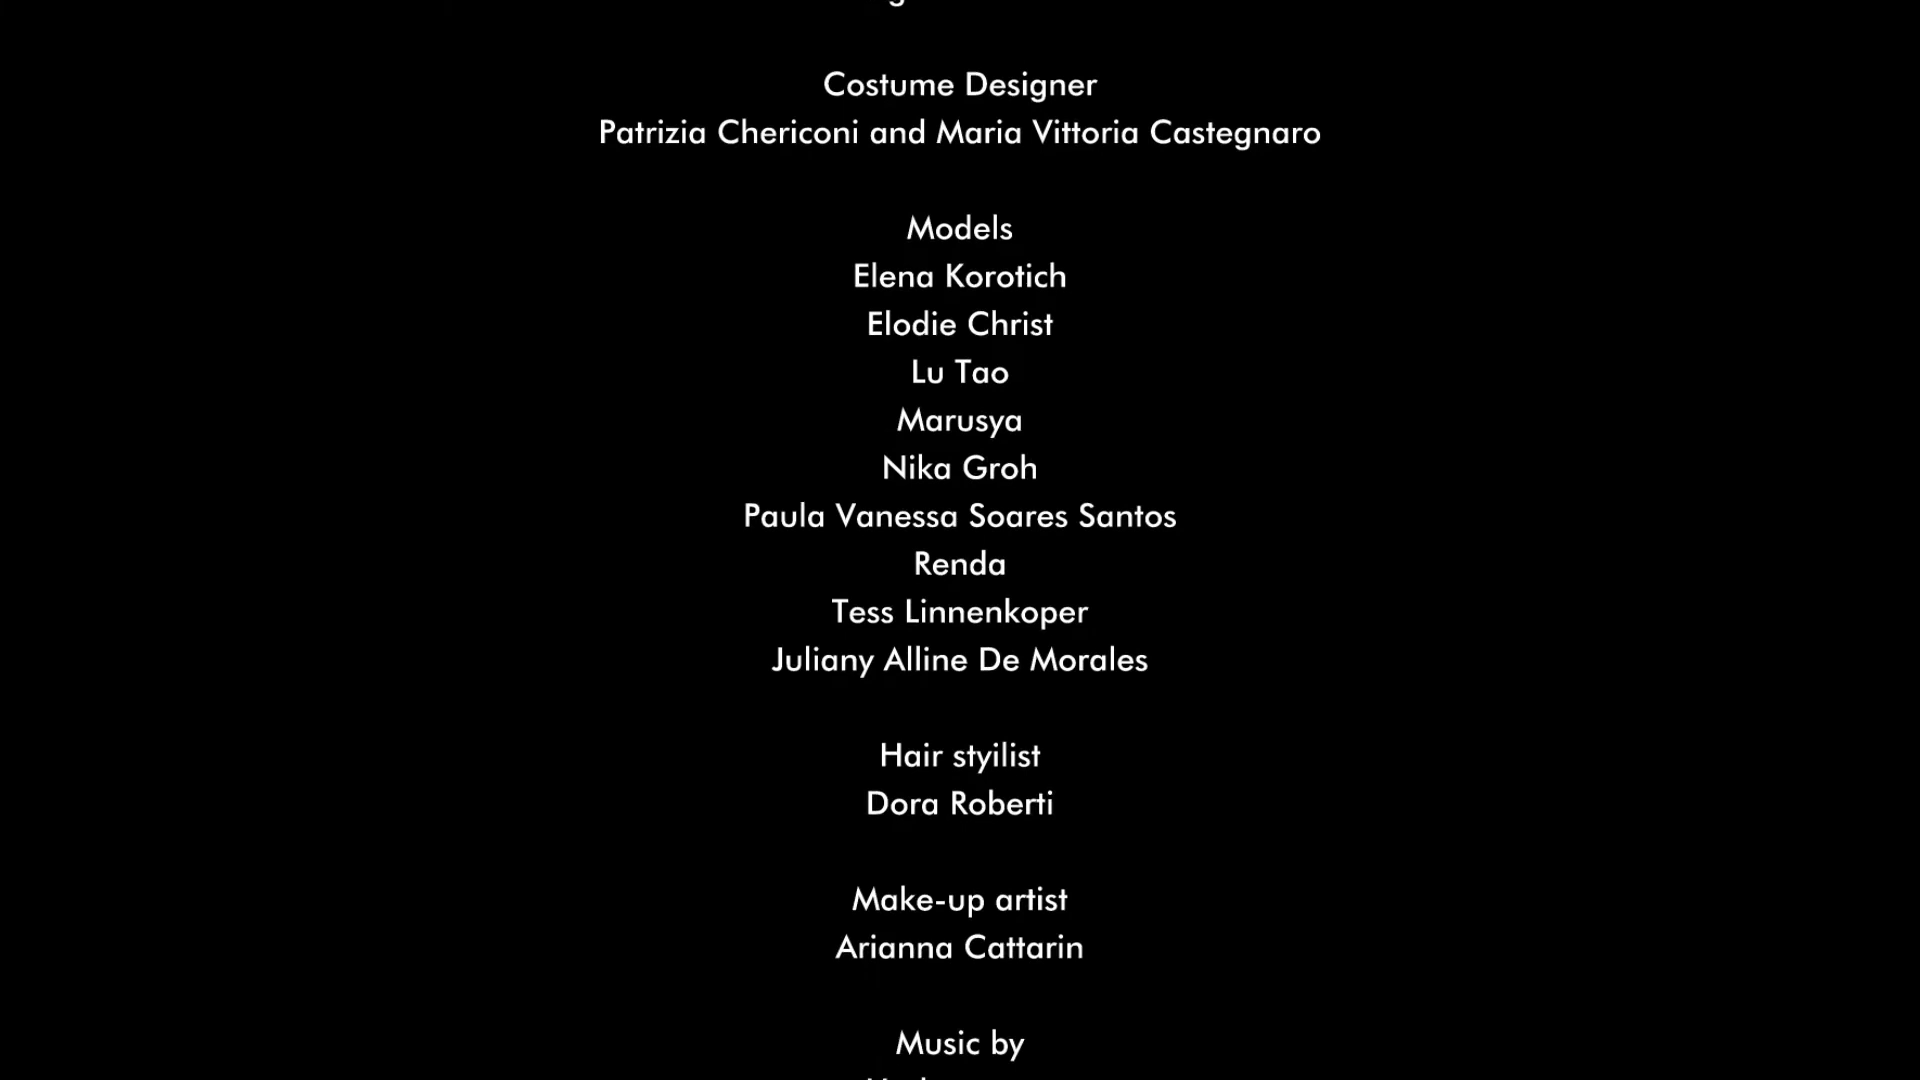 Costume Designer
Patrizia Chericoni and Maria Vittoria Castegnaro
Models
Elena Korotich
Elodie Christ
Lu Tao
Marusya
Nika Groh
Paula Vanessa Soares Santos
Renda
Tess Linnenkoper
Juliany Alline De Morales
Hair styilist
Dora Roberti
Make-up artist
Arianna Cattarin
Music by